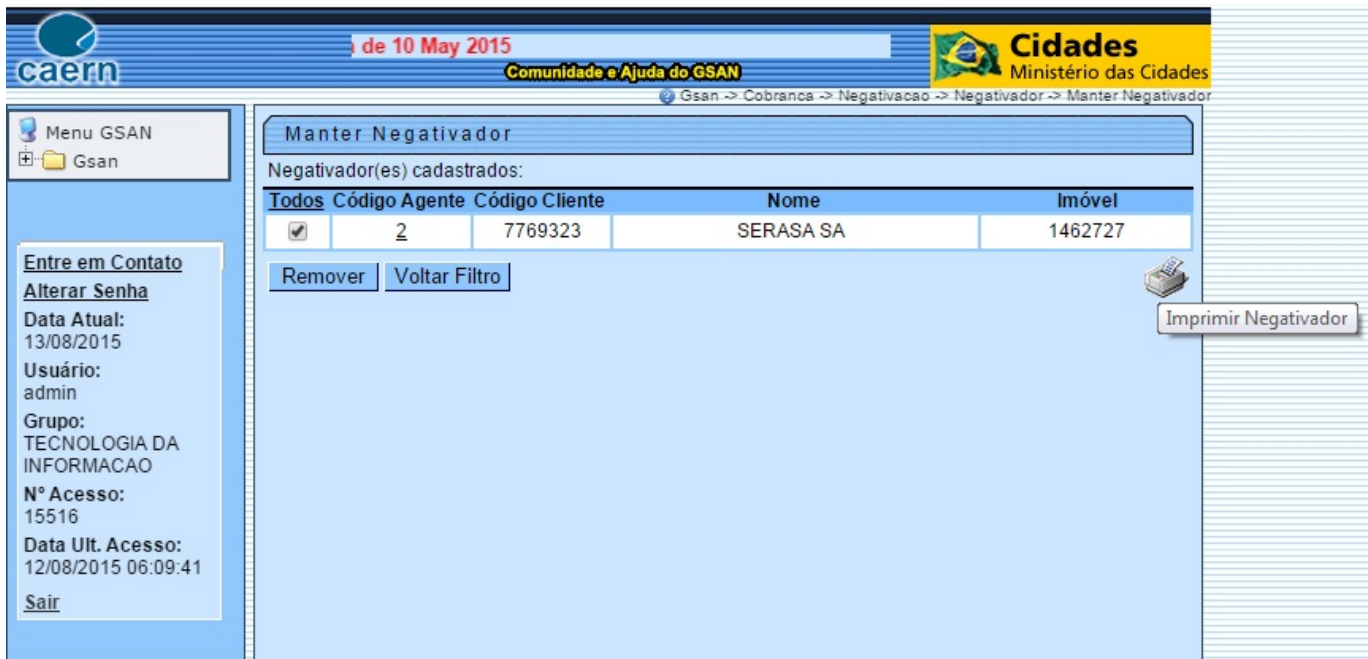 caern
de 10 May 2015
Comunidade e Ajuda do GSAN
Cidades
Ministério das Cidades
Gsan -> Cobranca -> Negativacao -> Negativador -> Manter Negativador
Menu GSAN
Gsan
Entre em Contato
Alterar Senha
Data Atual:
13/08/2015
Usuário:
admin
Grupo:
TECNOLOGIA DA
INFORMACAO
Nº Acesso:
15516
Data Ult. Acesso:
12/08/2015 06:09:41
Sair
Manter Negativador
Negativador(es) cadastrados:
Todos Código Agente Código Cliente Nome Imóvel
2 7769323 SERASA SA 1462727
Remover Voltar Filtro
Imprimir Negativador